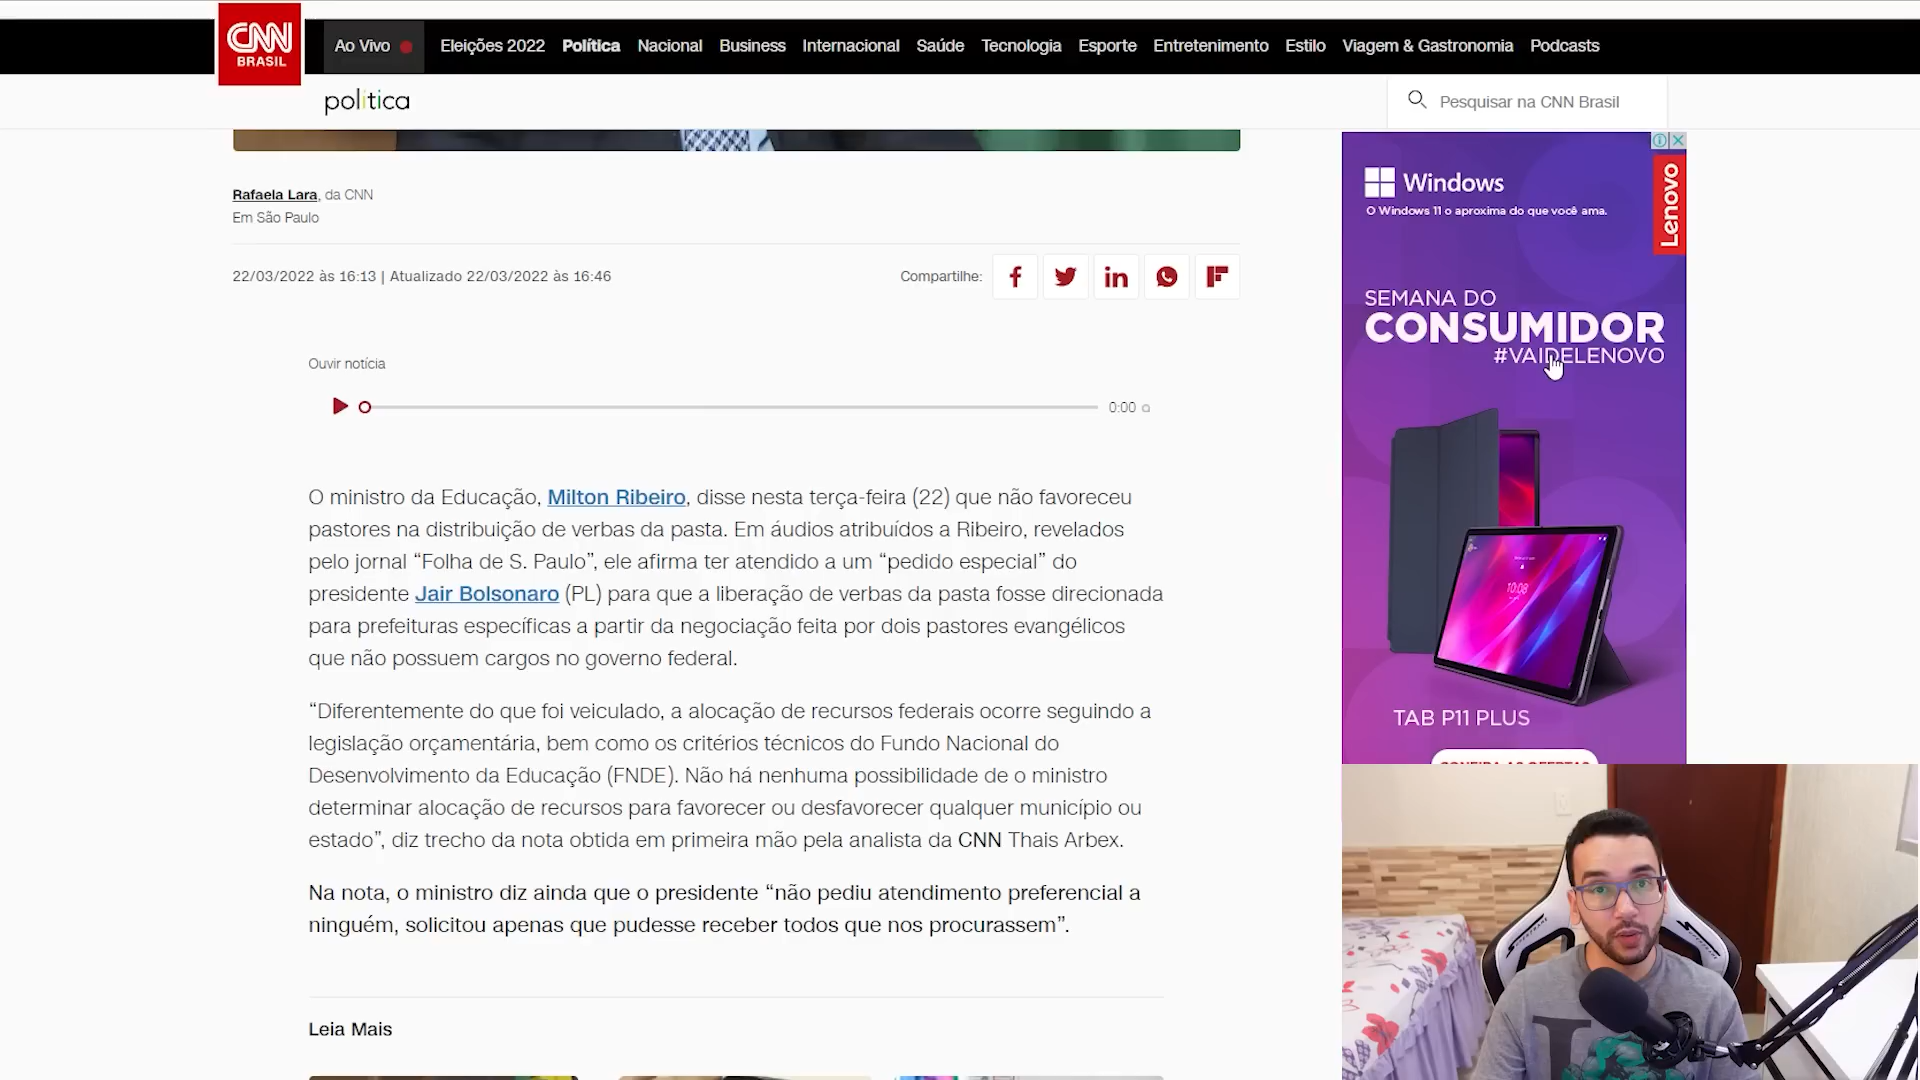 CNN
BRASIL
Ao Vivo
Eleições 2022
Política
Nacional
Business
Internacional
Saúde
Tecnologia
Esporte
Entretenimento
Estilo
Viagem & Gastronomia
Podcasts
política
Pesquisar na CNN Brasil
Rafaela Lara, da CNN
Em São Paulo
22/03/2022 às 16:13 | Atualizado 22/03/2022 às 16:46
Compartilhe:
Ouvir notícia
0:00
O ministro da Educação, Milton Ribeiro, disse nesta terça-feira (22) que não favoreceu
pastores na distribuição de verbas da pasta. Em áudios atribuídos a Ribeiro, revelados
pelo jornal “Folha de S. Paulo”, ele afirma ter atendido a um “pedido especial” do
presidente Jair Bolsonaro (PL) para que a liberação de verbas da pasta fosse direcionada
para prefeituras específicas a partir da negociação feita por dois pastores evangélicos
que não possuem cargos no governo federal.
“Diferentemente do que foi veiculado, a alocação de recursos federais ocorre seguindo a
legislação orçamentária, bem como os critérios técnicos do Fundo Nacional do
Desenvolvimento da Educação (FNDE). Não há nenhuma possibilidade de o ministro
determinar alocação de recursos para favorecer ou desfavorecer qualquer município ou
estado”, diz trecho da nota obtida em primeira mão pela analista da CNN Thais Arbex.
Na nota, o ministro diz ainda que o presidente “não pediu atendimento preferencial a
ninguém, solicitou apenas que pudesse receber todos que nos procurassem”.
Leia Mais
Windows
O Windows 11 o aproxima do que você ama.
Lenovo
SEMANA DO
CONSUMIDOR
#VAIDELENOVO
10:08
TAB P11 PLUS
CONFIRA AS OFERTAS